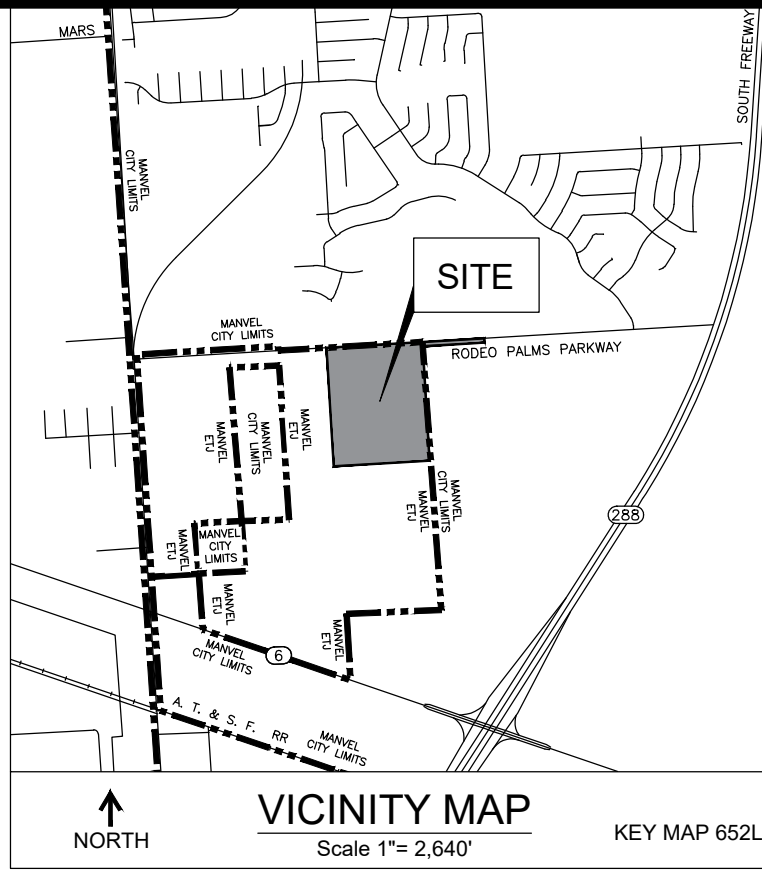 MARS
SOUTH FREEWAY
MANVEL
CITY LIMITS
SITE
MANVEL
CITY LIMITS
RODEO PALMS PARKWAY
MANVEL
ETJ
MANVEL
CITY LIMITS
MANVEL
ETJ
MANVEL
CITY LIMITS
MANVEL
ETJ
288
MANVEL
ETJ
MANVEL
CITY
LIMITS
MANVEL
ETJ
MANVEL
ETJ
MANVEL
CITY LIMITS
6
A. T. & S. F. RR
MANVEL
CITY LIMITS
NORTH
VICINITY MAP
Scale 1"= 2,640'
KEY MAP 652L